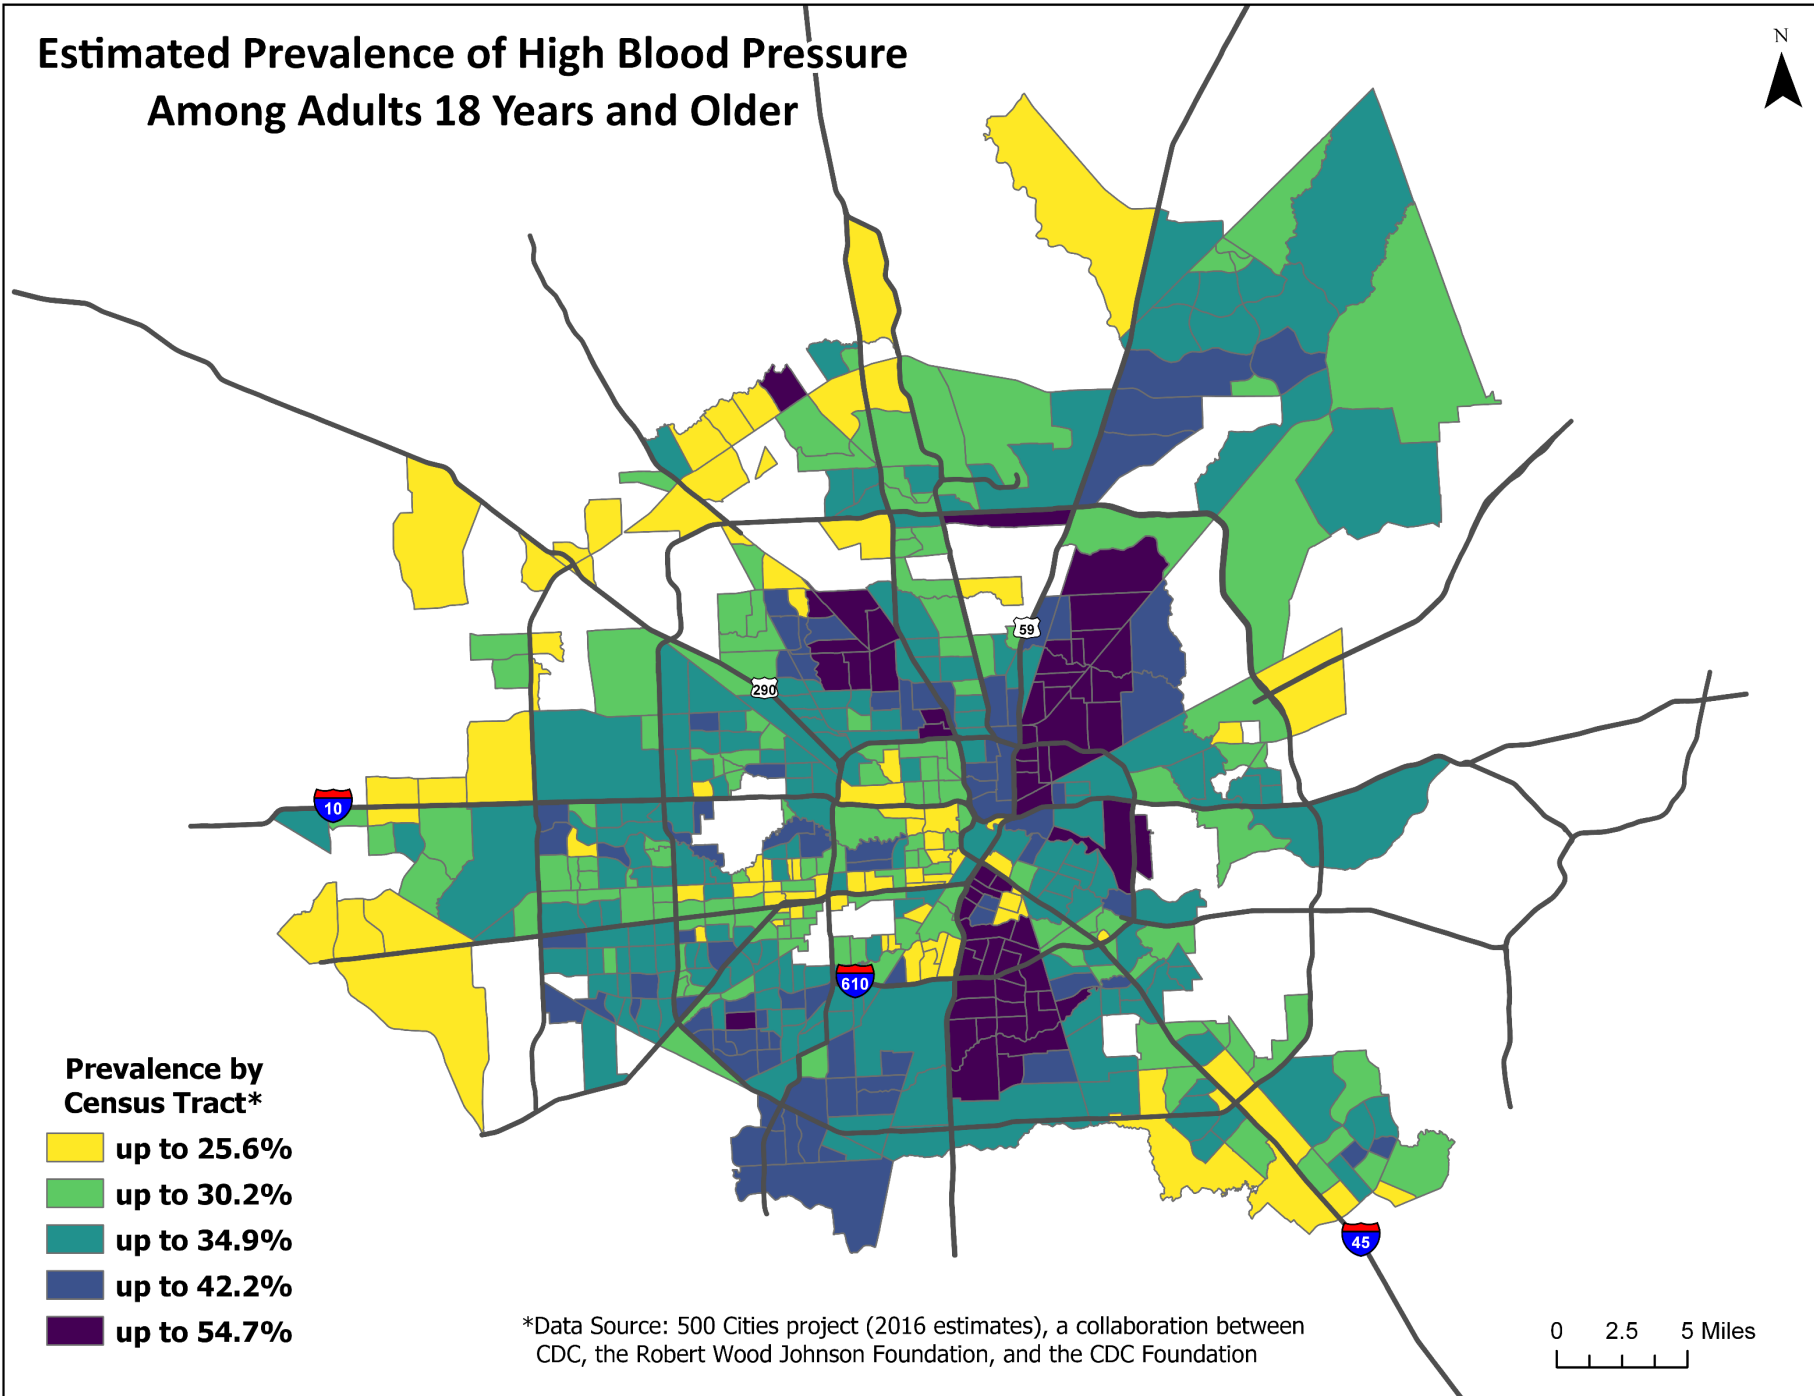 Estimated Prevalence of High Blood Pressure
Among Adults 18 Years and Older
N
59
290
10
610
45
Prevalence by
Census Tract*
up to 25.6%
up to 30.2%
up to 34.9%
up to 42.2%
up to 54.7%
*Data Source: 500 Cities project (2016 estimates), a collaboration between
CDC, the Robert Wood Johnson Foundation, and the CDC Foundation
0 2.5 5 Miles